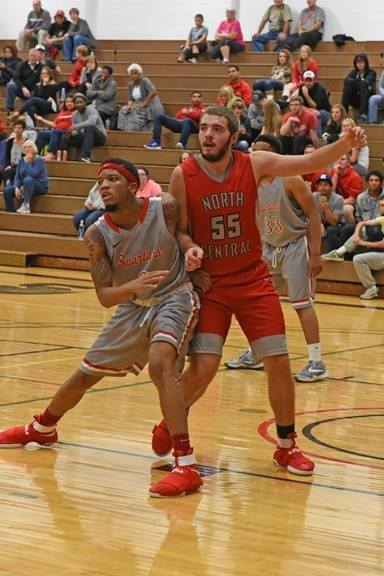 NORTH
55
CENTRAL
Spartans
33